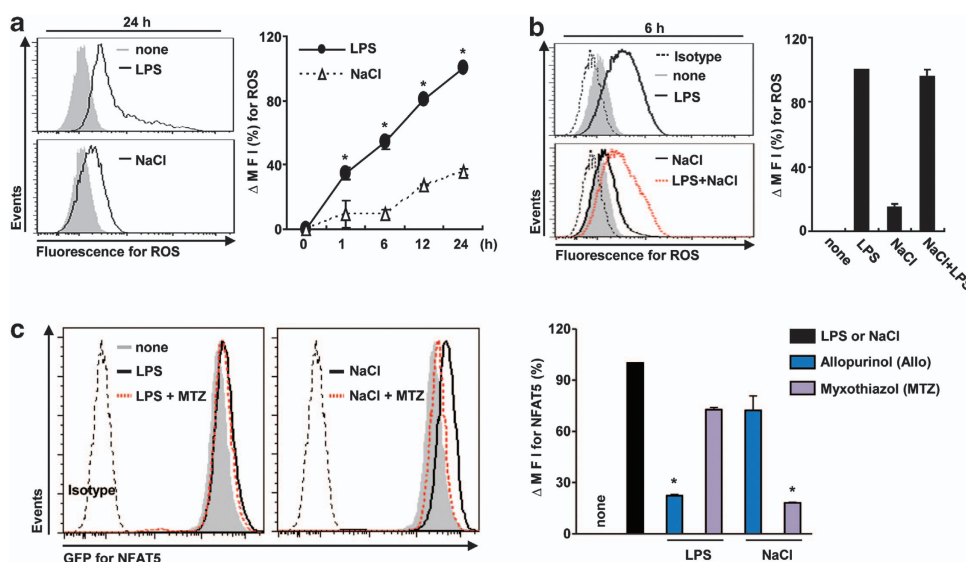 a
24 h
none
LPS
NaCl
Events
Fluorescence for ROS
Δ M F I (%) for ROS
120
80
40
0
LPS
NaCl
*
*
*
*
0 1 6 12 24 (h)
b
6 h
Isotype
none
LPS
NaCl
LPS+NaCl
Events
Fluorescence for ROS
Δ M F I (%) for ROS
120
80
40
0
none
LPS
NaCl
NaCl+LPS
c
none
LPS
LPS + MTZ
Isotype
NaCl
NaCl + MTZ
Events
GFP for NFAT5
Δ M F I for NFAT5 (%)
120
90
60
30
0
LPS or NaCl
Allopurinol (Allo)
Myxothiazol (MTZ)
none
*
*
LPS NaCl